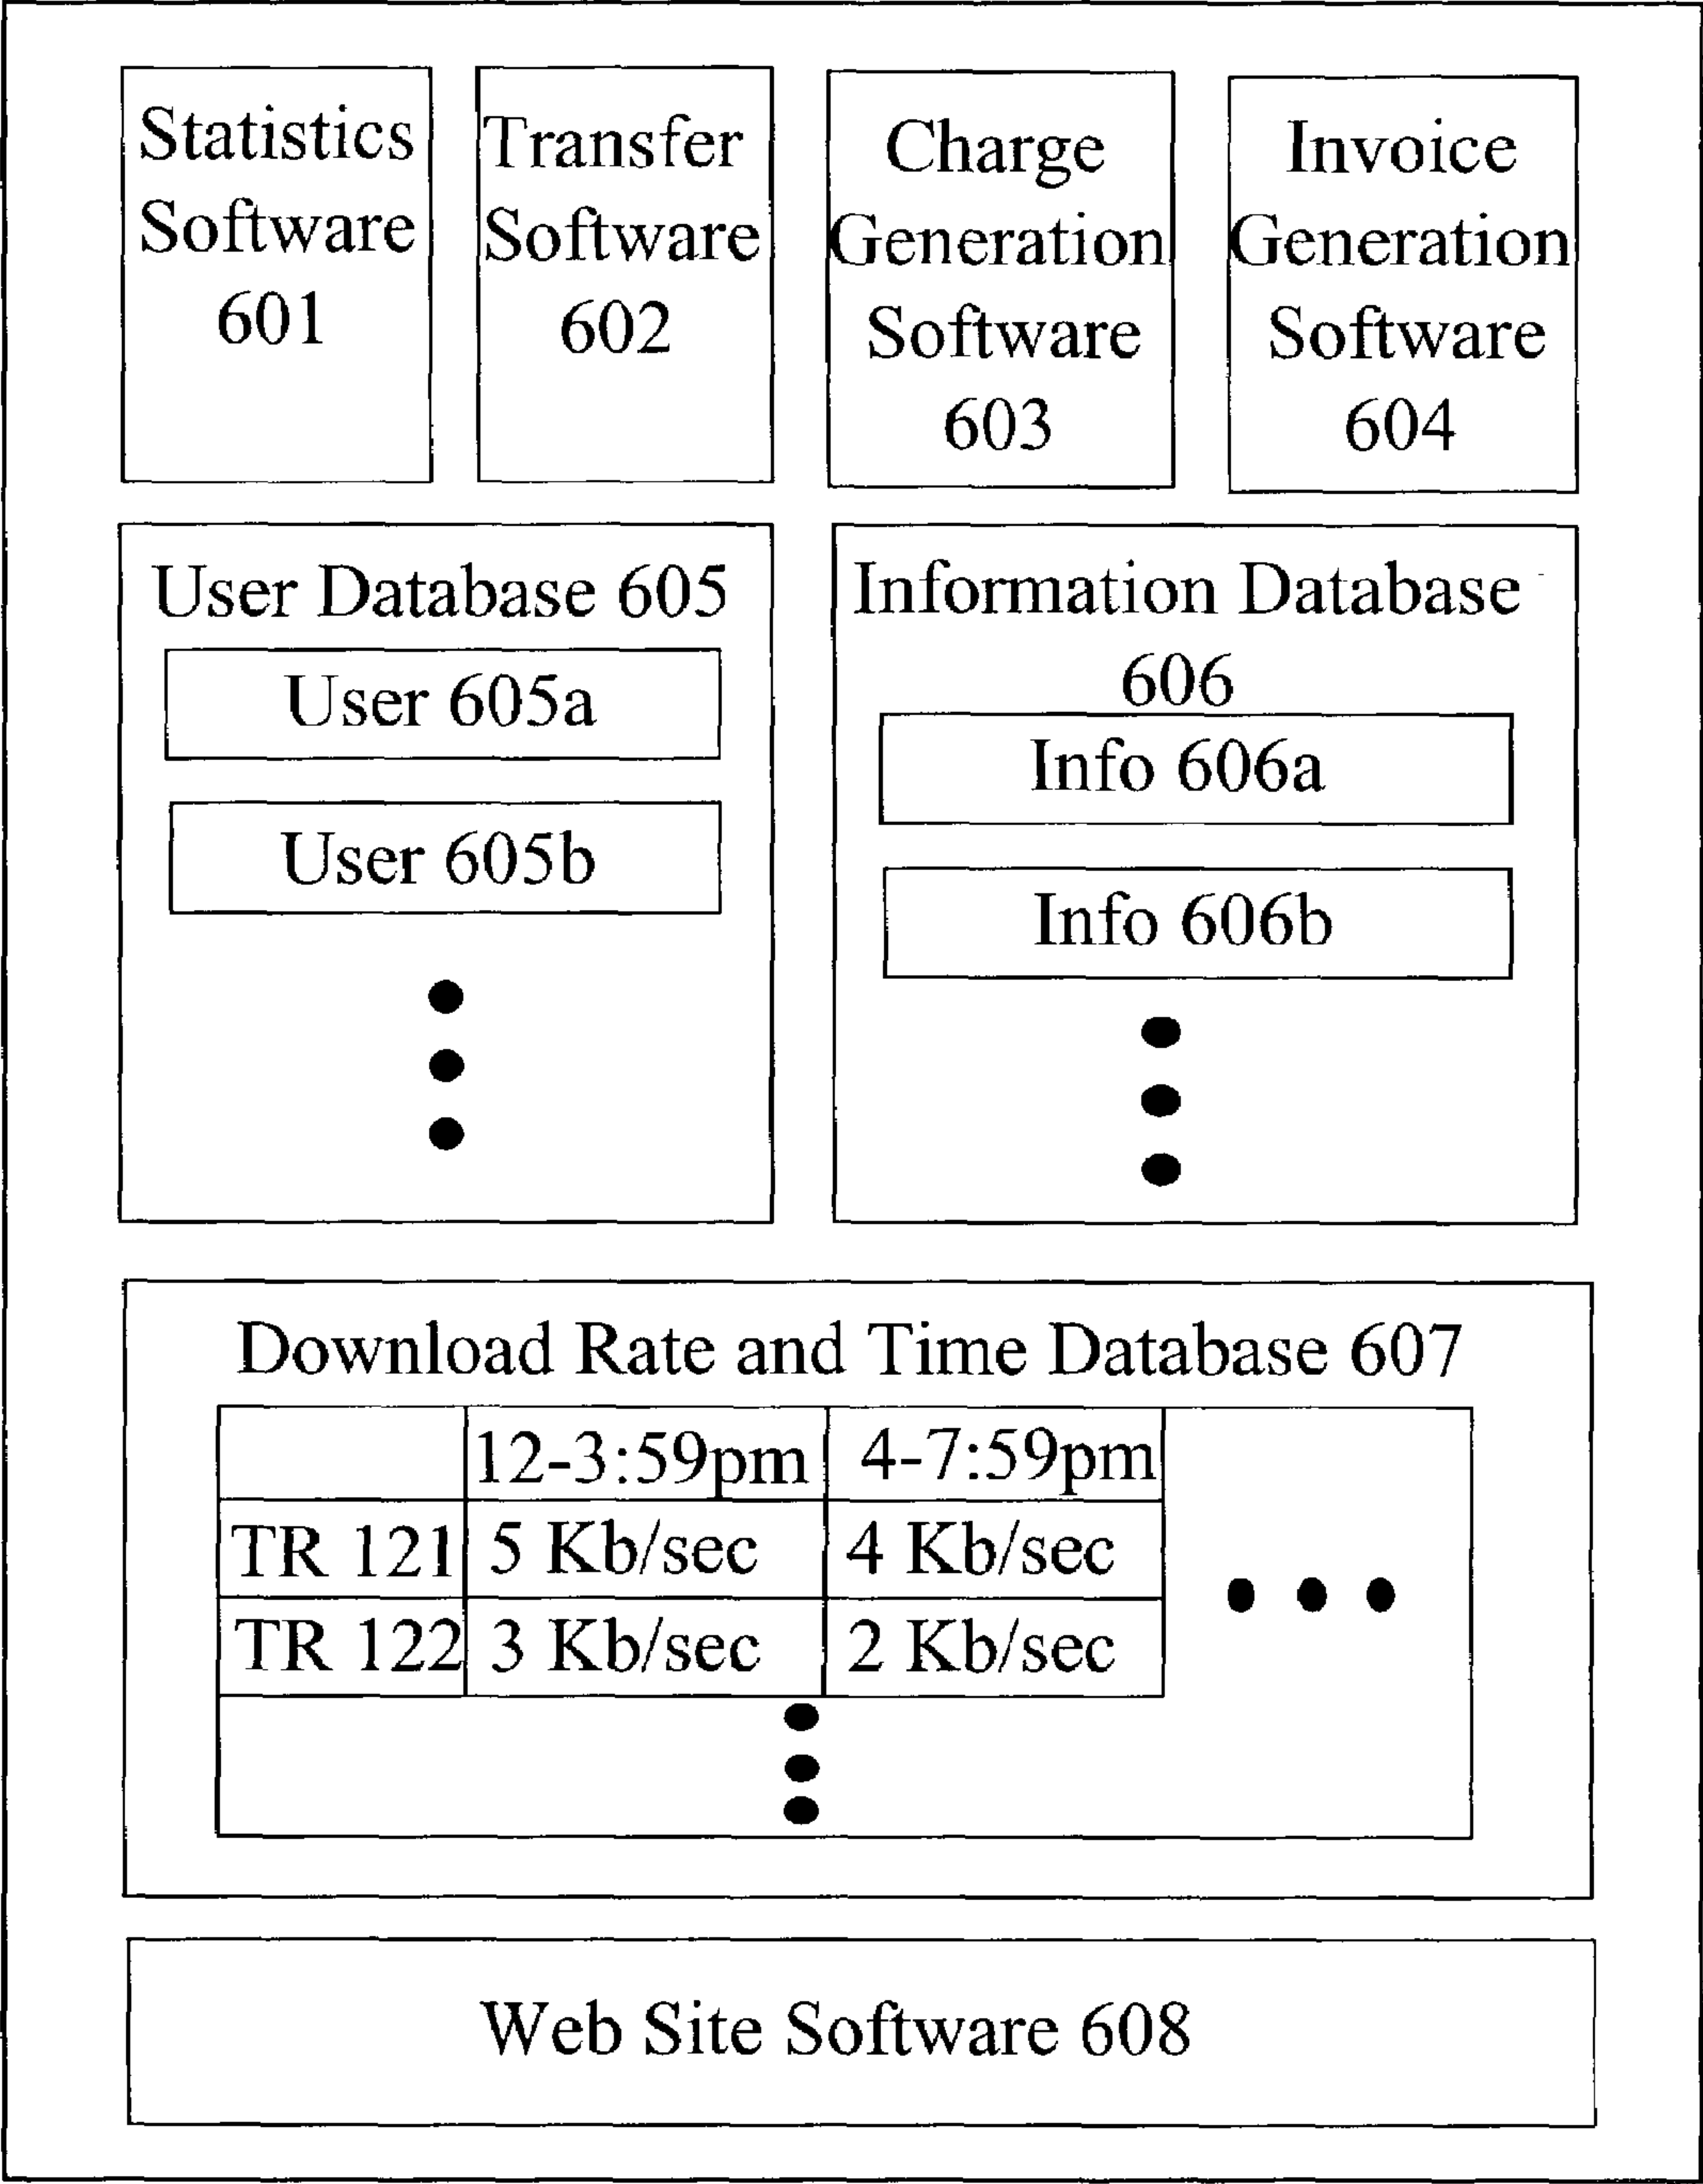 Statistics
Software
601
Transfer
Software
602
Charge
Generation
Software
603
Invoice
Generation
Software
604
User Database 605
User 605a
User 605b
Information Database
606
Info 606a
Info 606b
Download Rate and Time Database 607
12-3:59pm 4-7:59pm
TR 121 5 Kb/sec 4 Kb/sec
TR 122 3 Kb/sec 2 Kb/sec
Web Site Software 608